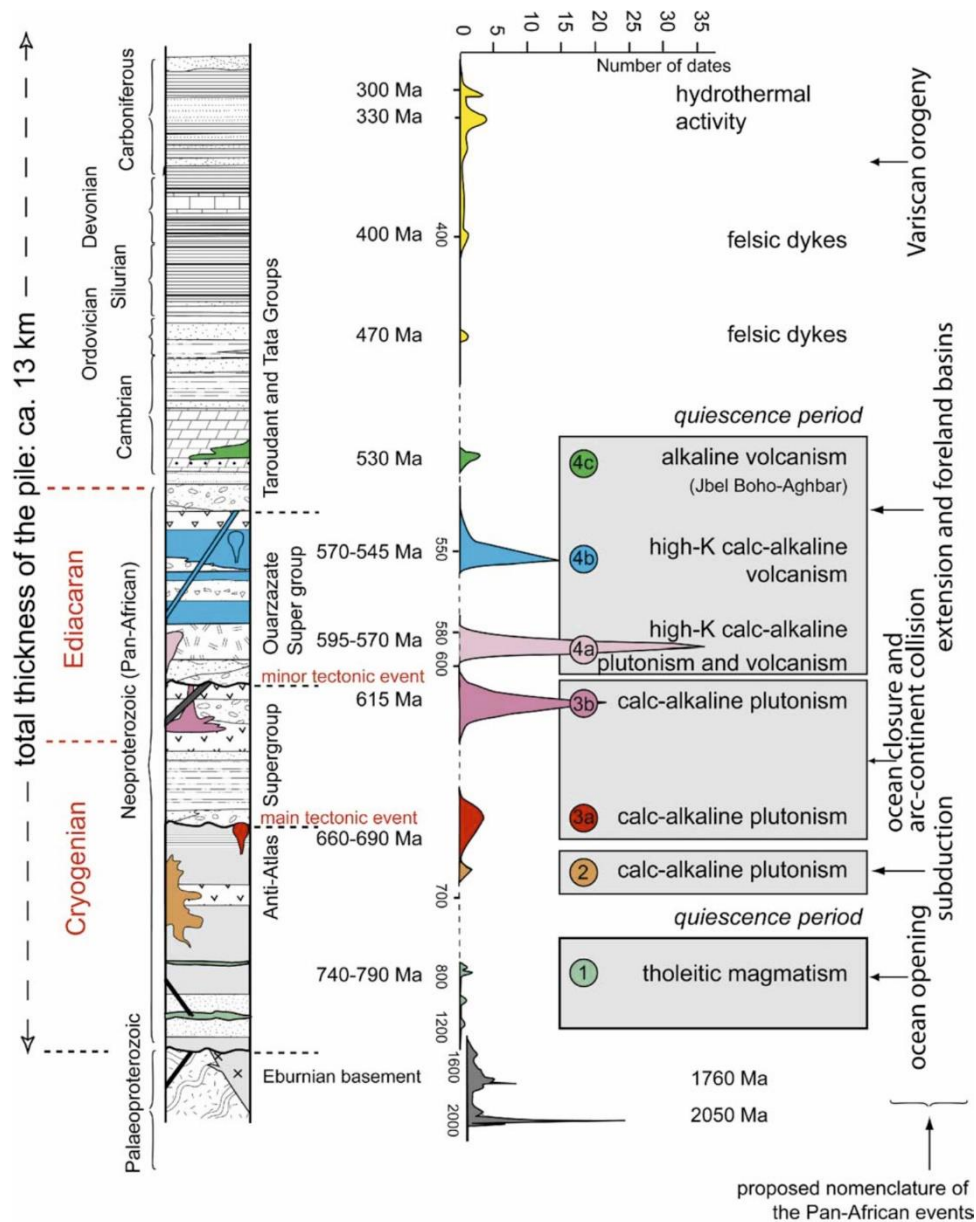 0 5 10 15 20 25 30 35
Number of dates
total thickness of the pile: ca. 13 km
Carboniferous
Devonian
Silurian
Ordovician
Cambrian
Ediacaran
Cryogenian
Neoproterozoic (Pan-African)
Palaeoproterozoic
Taroudant and Tata Groups
Ouarzazate
Super group
minor tectonic event
Anti-Atlas Supergroup
main tectonic event
Eburnian basement
300 Ma
330 Ma
400 Ma
470 Ma
530 Ma
570-545 Ma
595-570 Ma
615 Ma
660-690 Ma
740-790 Ma
400
550
580
600
700
800
1200
1600
2000
hydrothermal
activity
felsic dykes
felsic dykes
quiescence period
4c alkaline volcanism
(Jbel Boho-Aghbar)
4b high-K calc-alkaline
volcanism
4a high-K calc-alkaline
plutonism and volcanism
3b calc-alkaline plutonism
3a calc-alkaline plutonism
2 calc-alkaline plutonism
quiescence period
1 tholeitic magmatism
1760 Ma
2050 Ma
Variscan orogeny
extension and foreland basins
ocean closure and
arc-continent collision
subduction
ocean opening
proposed nomenclature of
the Pan-African events